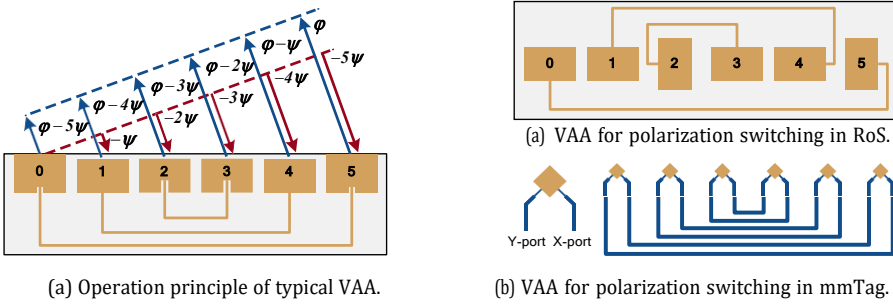 φ
φ−ψ
φ−2ψ
φ−3ψ
φ−4ψ
φ−5ψ
−ψ
−2ψ
−3ψ
−4ψ
−5ψ
0 1 2 3 4 5
(a) Operation principle of typical VAA.
0 1 2 3 4 5
(a) VAA for polarization switching in RoS.
Y-port X-port
(b) VAA for polarization switching in mmTag.